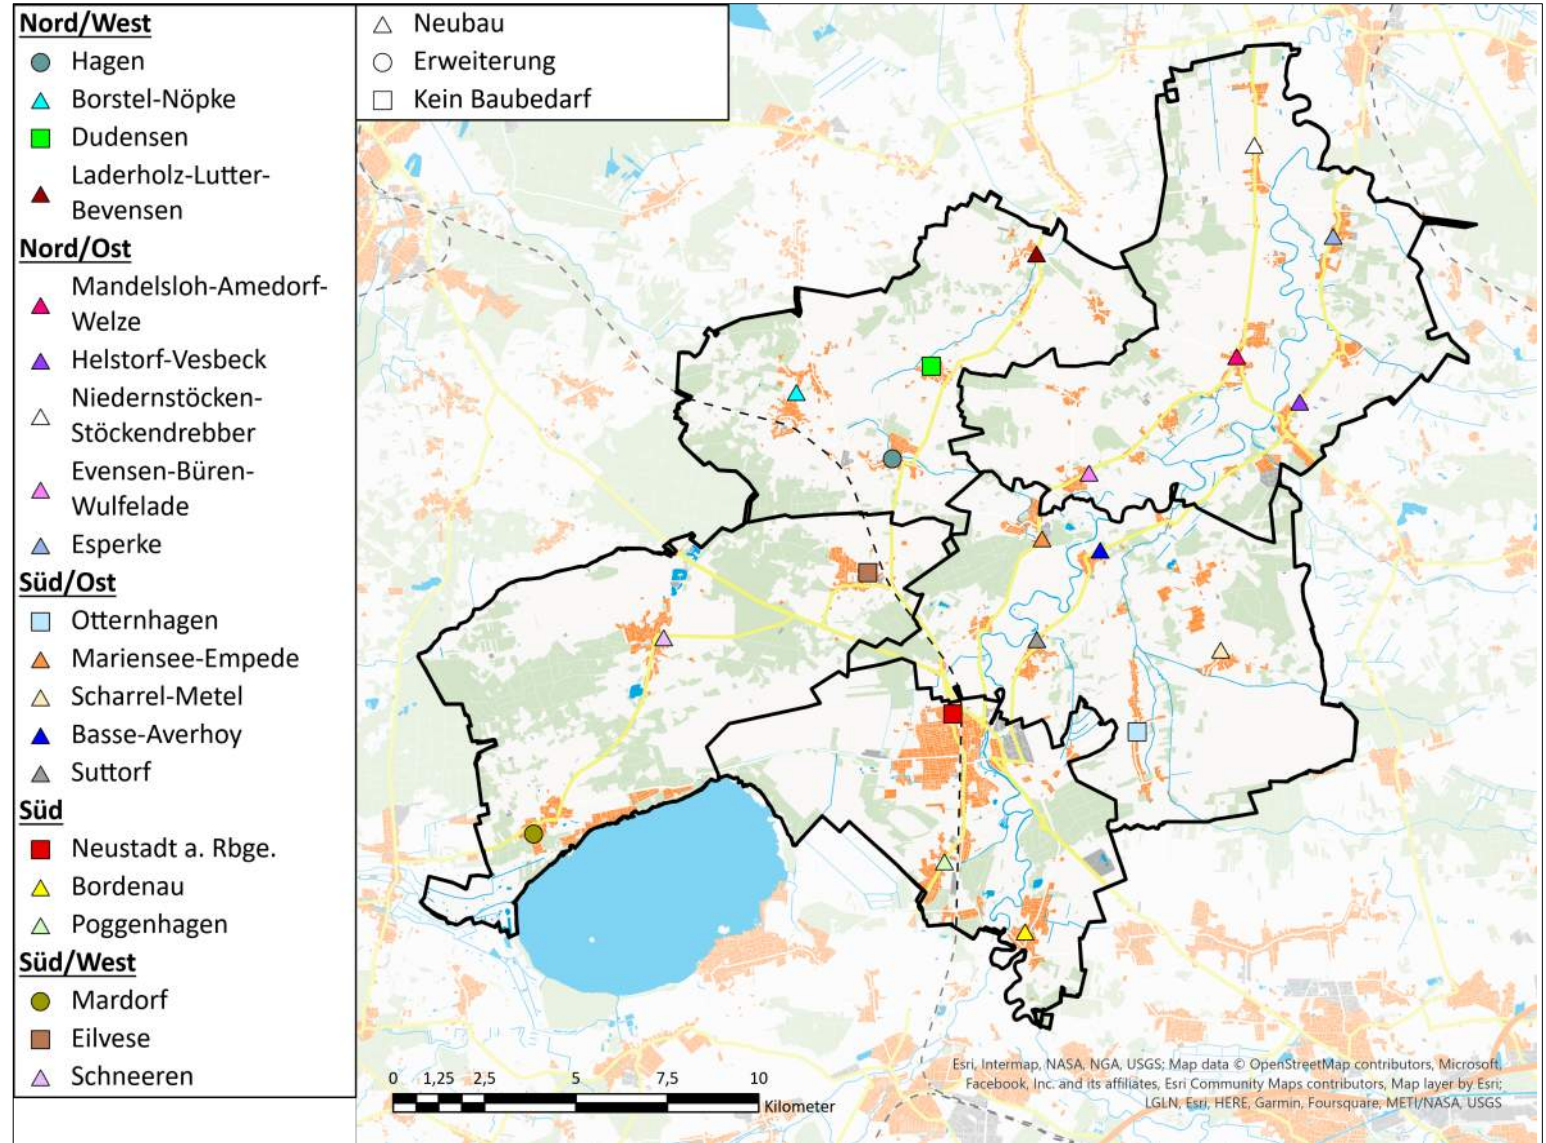 Nord/West
Hagen
Borstel-Nöpke
Dudensen
Laderholz-Lutter-
Bevensen
Nord/Ost
Mandelsloh-Amedorf-
Welze
Helstorf-Vesbeck
Niedernstöcken-
Stöckendrebber
Evensen-Büren-
Wulfelade
Esperke
Süd/Ost
Otternhagen
Mariensee-Empede
Scharrel-Metel
Basse-Averhoy
Suttorf
Süd
Neustadt a. Rbge.
Bordenau
Poggenhagen
Süd/West
Mardorf
Eilvese
Schneeren
Neubau
Erweiterung
Kein Baubedarf
0 1,25 2,5 5 7,5 10
Kilometer
Esri, Intermap, NASA, NGA, USGS; Map data © OpenStreetMap contributors, Microsoft,
Facebook, Inc. and its affiliates, Esri Community Maps contributors, Map layer by Esri;
LGLN, Esri, HERE, Garmin, Foursquare, METI/NASA, USGS